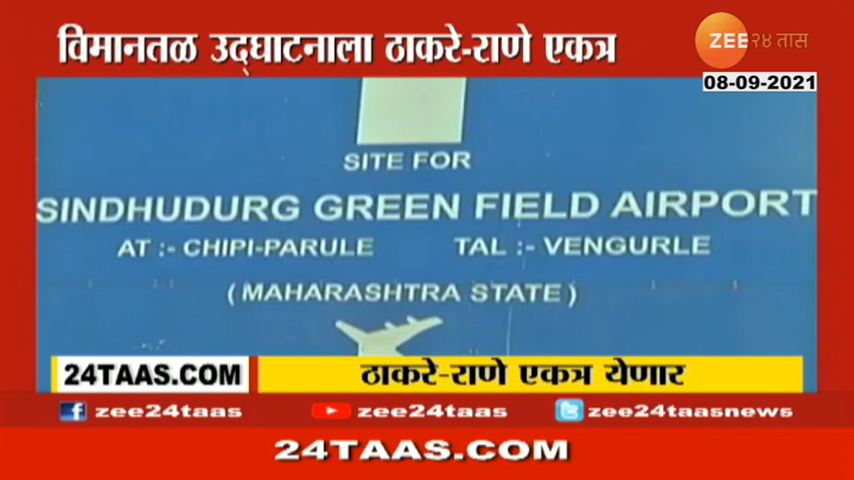 विमानतळ उद्घाटनाला ठाकरे-राणे एकत्र
ZEE २४ तास
08-09-2021
SITE FOR
SINDHUDURG GREEN FIELD AIRPORT
AT :- CHIPI-PARULE TAL :- VENGURLE
(MAHARASHTRA STATE)
24TAAS.COM ठाकरे-राणे एकत्र येणार
zee24taas zee24taas zee24taasnews
24TAAS.COM